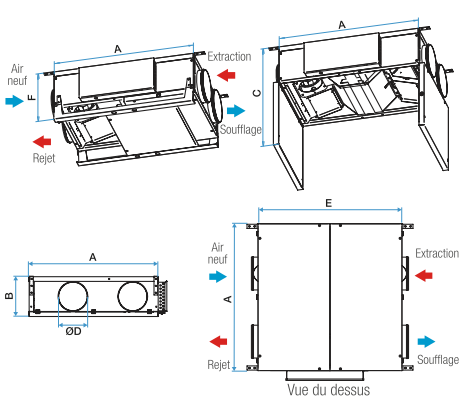 A
Air
neuf
F
Extraction
Soufflage
Rejet
A
C
A
B
ØD
E
Air
neuf
Extraction
A
Rejet
Soufflage
Vue du dessus